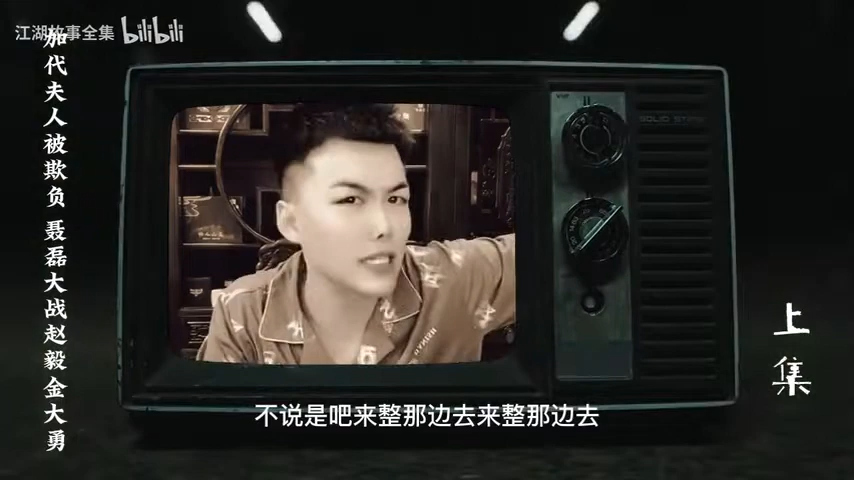 江湖故事全集 bilibili
加代夫人被欺负 聂磊大战赵毅金大勇
SOLID STATE
上集
不说是吧来整那边去来整那边去